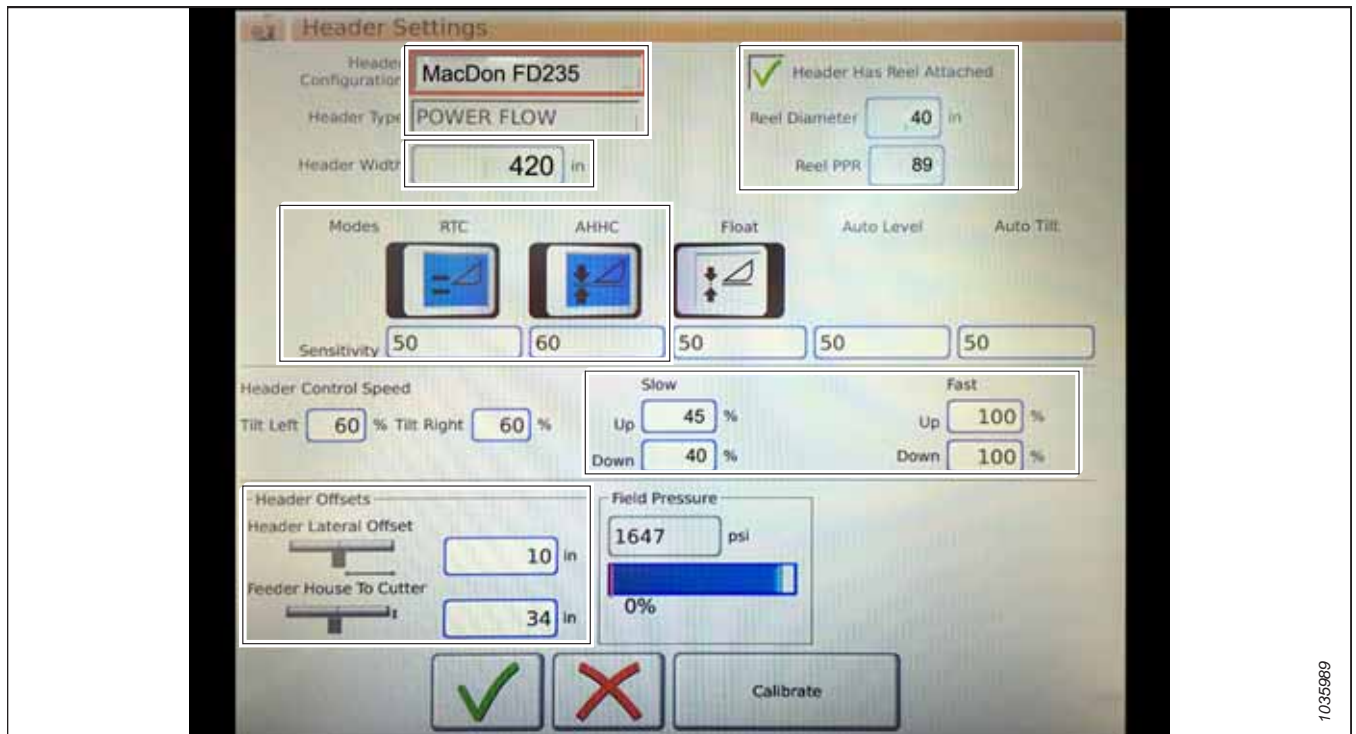 Header Settings
Header Configuration MacDon FD235
Header Type POWER FLOW
Header Width 420 in
Header Has Reel Attached
Reel Diameter 40 in
Reel PPR 89
Modes RTC AHHC Float Auto Level Auto Tilt
Sensitivity 50 60 50 50 50
Header Control Speed
Tilt Left 60 % Tilt Right 60 %
Slow Fast
Up 45 % Up 100 %
Down 40 % Down 100 %
Header Offsets
Header Lateral Offset
10 in
Feeder House To Cutter
34 in
Field Pressure
1647 psi
0%
Calibrate
1035989